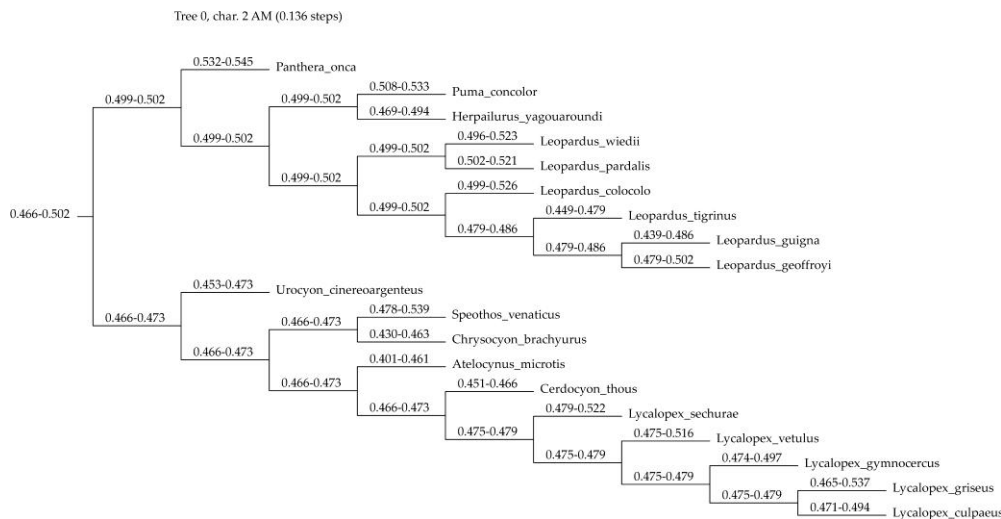 Tree 0, char. 2 AM (0.136 steps)
0.532-0.545
Panthera_onca
0.499-0.502
0.508-0.533
Puma_concolor
0.499-0.502
0.469-0.494
Herpailurus_yagouaroundi
0.499-0.502
0.496-0.523
Leopardus_wiedii
0.499-0.502
0.502-0.521
Leopardus_pardalis
0.499-0.502
0.499-0.526
Leopardus_colocolo
0.499-0.502
0.449-0.479
Leopardus_tigrinus
0.479-0.486
0.439-0.486
Leopardus_guigna
0.479-0.486
0.479-0.502
Leopardus_geoffroyi
0.466-0.502
0.453-0.473
Urocyon_cinereoargenteus
0.466-0.473
0.478-0.539
Speothos_venaticus
0.466-0.473
0.430-0.463
Chrysocyon_brachyurus
0.466-0.473
0.401-0.461
Atelocynus_microtis
0.466-0.473
0.451-0.466
Cerdocyon_thous
0.466-0.473
0.479-0.522
Lycalopex_sechurae
0.475-0.479
0.475-0.516
Lycalopex_vetulus
0.475-0.479
0.474-0.497
Lycalopex_gymnocercus
0.475-0.479
0.465-0.537
Lycalopex_griseus
0.475-0.479
0.471-0.494
Lycalopex_culpaeus